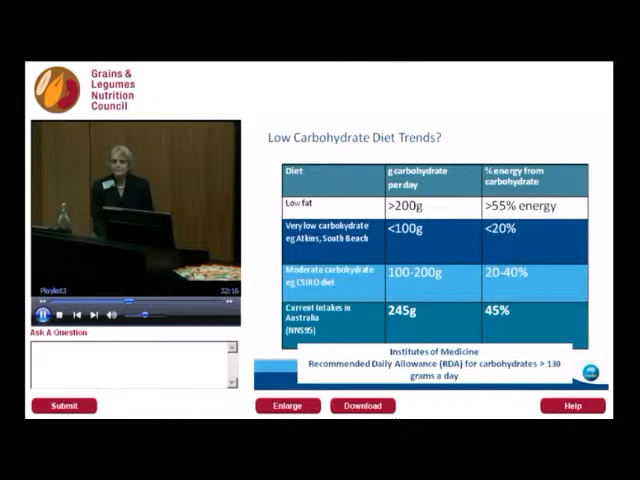 Grains &
Legumes
Nutrition
Council
Low Carbohydrate Diet Trends?
Diet
g carbohydrate
per day
% energy from
carbohydrate
Low fat
>200g
>55% energy
Very low carbohydrate
eg Atkins, South Beach
<100g
<20%
Moderate carbohydrate
eg CSIRO diet
100-200g
20-40%
Current Intakes in
Australia
(NNS95)
245g
45%
Institutes of Medicine
Recommended Daily Allowance (RDA) for carbohydrates > 130
grams a day
Playlist3
32:16
Ask A Question
Submit
Enlarge
Download
Help